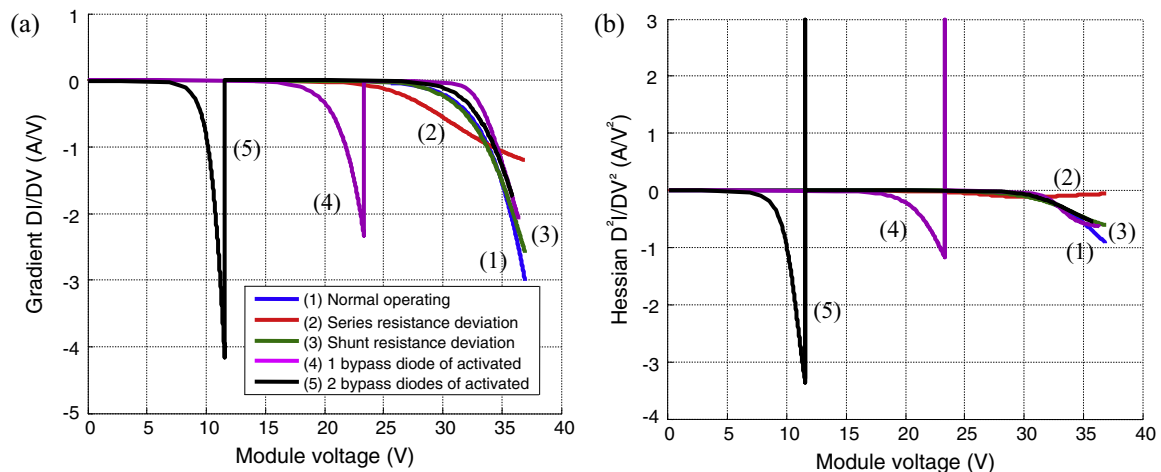 (a)
1
0
-1
-2
-3
-4
-5
Gradient DI/DV (A/V)
(5)
(4)
(2)
(3)
(1)
(1) Normal operating
(2) Series resistance deviation
(3) Shunt resistance deviation
(4) 1 bypass diode of activated
(5) 2 bypass diodes of activated
0 5 10 15 20 25 30 35 40
Module voltage (V)
(b)
3
2
1
0
-1
-2
-3
-4
Hessian D²I/DV² (A/V²)
(2)
(4)
(1)
(3)
(5)
0 5 10 15 20 25 30 35 40
Module voltage (V)